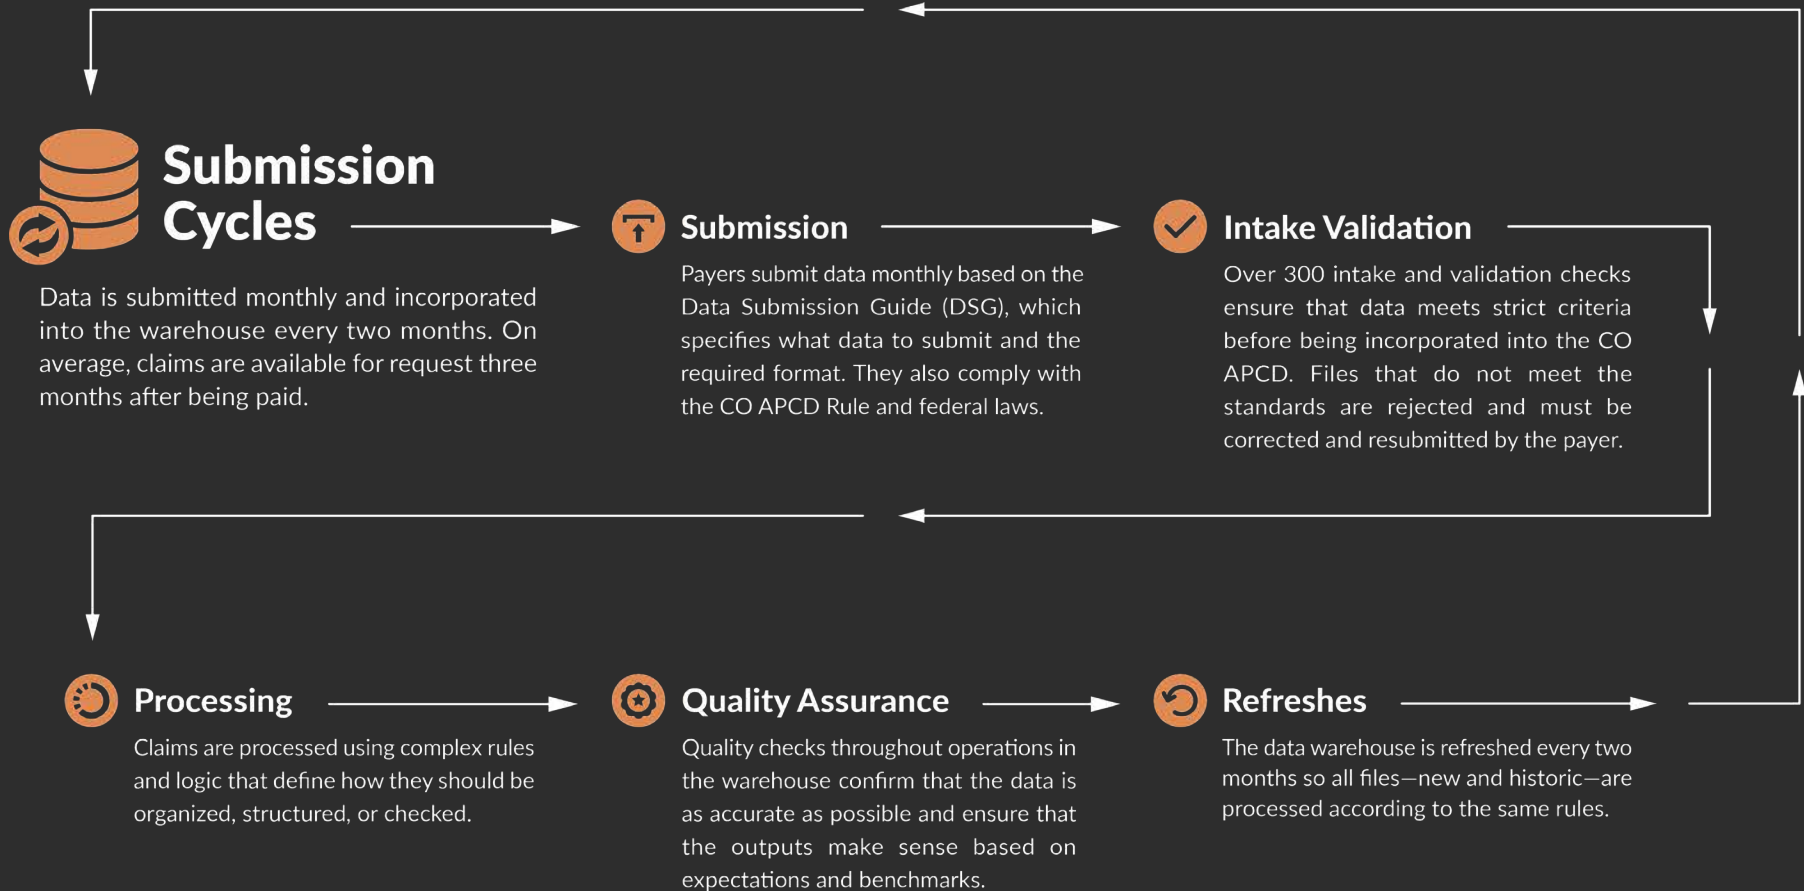 Submission
Cycles
Data is submitted monthly and incorporated
into the warehouse every two months. On
average, claims are available for request three
months after being paid.
Submission
Payers submit data monthly based on the
Data Submission Guide (DSG), which
specifies what data to submit and the
required format. They also comply with
the CO APCD Rule and federal laws.
Intake Validation
Over 300 intake and validation checks
ensure that data meets strict criteria
before being incorporated into the CO
APCD. Files that do not meet the
standards are rejected and must be
corrected and resubmitted by the payer.
Processing
Claims are processed using complex rules
and logic that define how they should be
organized, structured, or checked.
Quality Assurance
Quality checks throughout operations in
the warehouse confirm that the data is
as accurate as possible and ensure that
the outputs make sense based on
expectations and benchmarks.
Refreshes
The data warehouse is refreshed every two
months so all files—new and historic—are
processed according to the same rules.